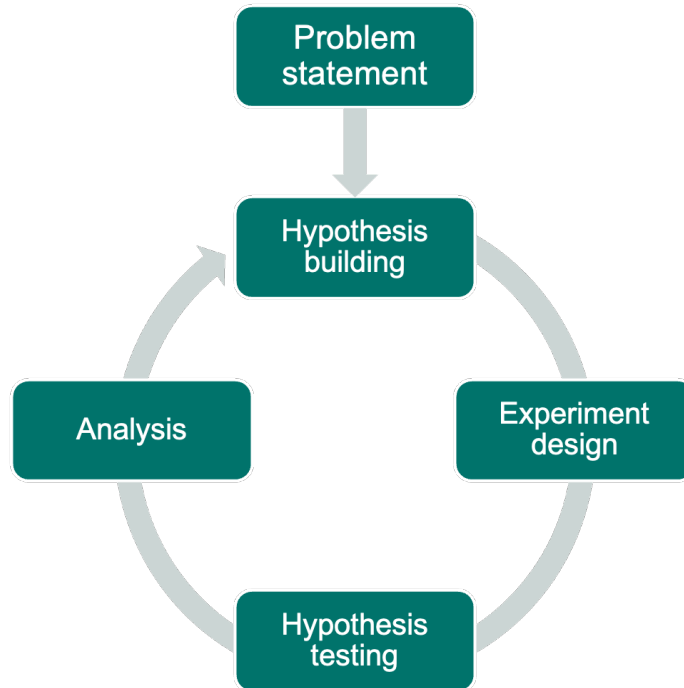 Problem
statement
Hypothesis
building
Experiment
design
Hypothesis
testing
Analysis